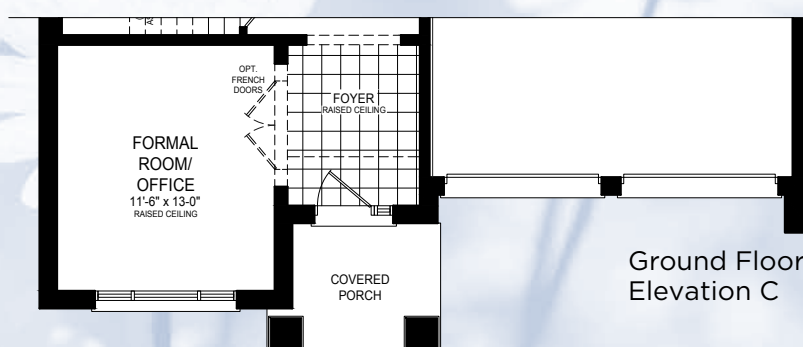 OPT.
FRENCH
DOORS
FOYER
RAISED CEILING
FORMAL
ROOM/
OFFICE
11'-6" x 13-0"
RAISED CEILING
COVERED
PORCH
Ground Floor
Elevation C